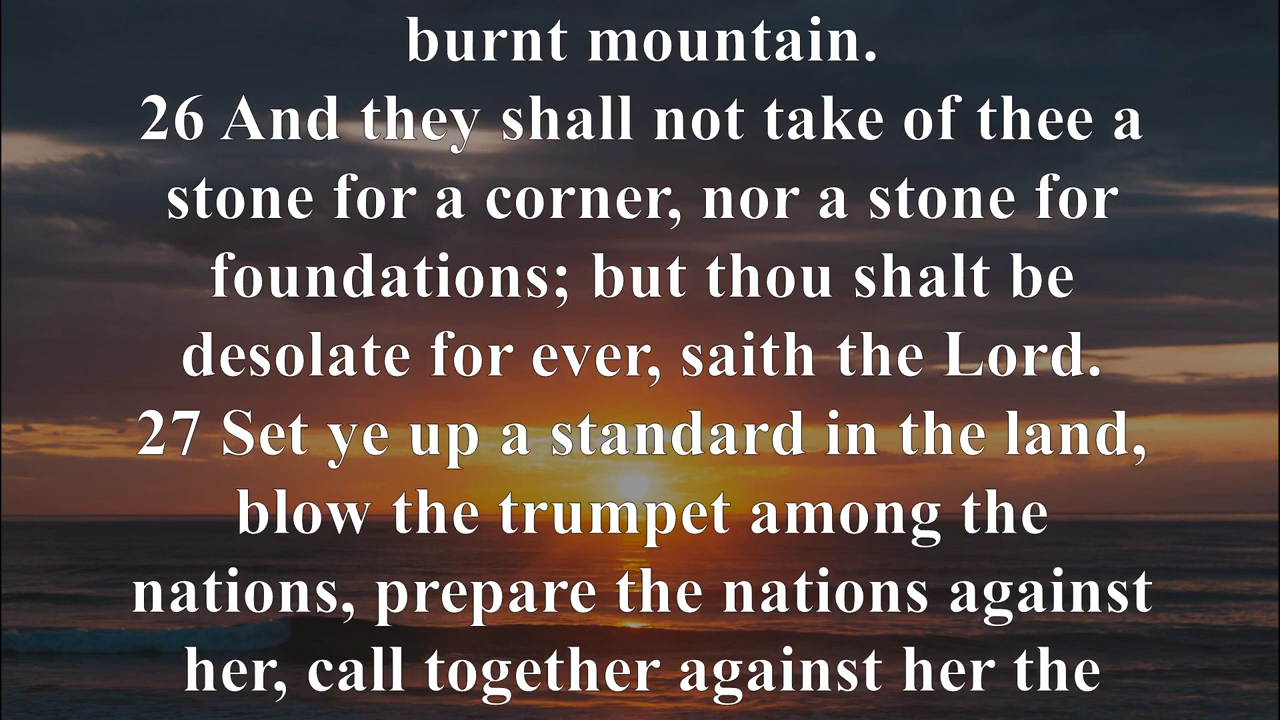 burnt mountain.
26 And they shall not take of thee a
stone for a corner, nor a stone for
foundations; but thou shalt be
desolate for ever, saith the Lord.
27 Set ye up a standard in the land,
blow the trumpet among the
nations, prepare the nations against
her, call together against her the